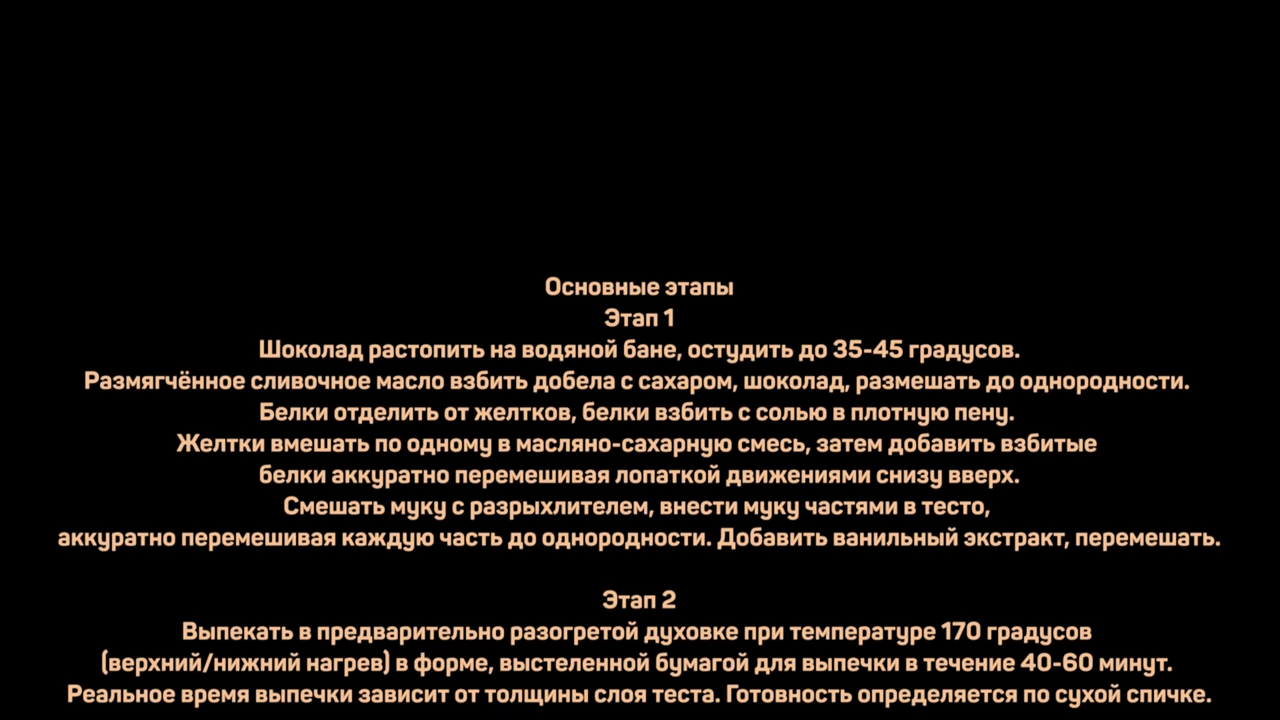 Основные этапы
Этап 1
Шоколад растопить на водяной бане, остудить до 35-45 градусов.
Размягчённое сливочное масло взбить добела с сахаром, шоколад, размешать до однородности.
Белки отделить от желтков, белки взбить с солью в плотную пену.
Желтки вмешать по одному в масляно-сахарную смесь, затем добавить взбитые
белки аккуратно перемешивая лопаткой движениями снизу вверх.
Смешать муку с разрыхлителем, внести муку частями в тесто,
аккуратно перемешивая каждую часть до однородности. Добавить ванильный экстракт, перемешать.
Этап 2
Выпекать в предварительно разогретой духовке при температуре 170 градусов
(верхний/нижний нагрев) в форме, выстеленной бумагой для выпечки в течение 40-60 минут.
Реальное время выпечки зависит от толщины слоя теста. Готовность определяется по сухой спичке.